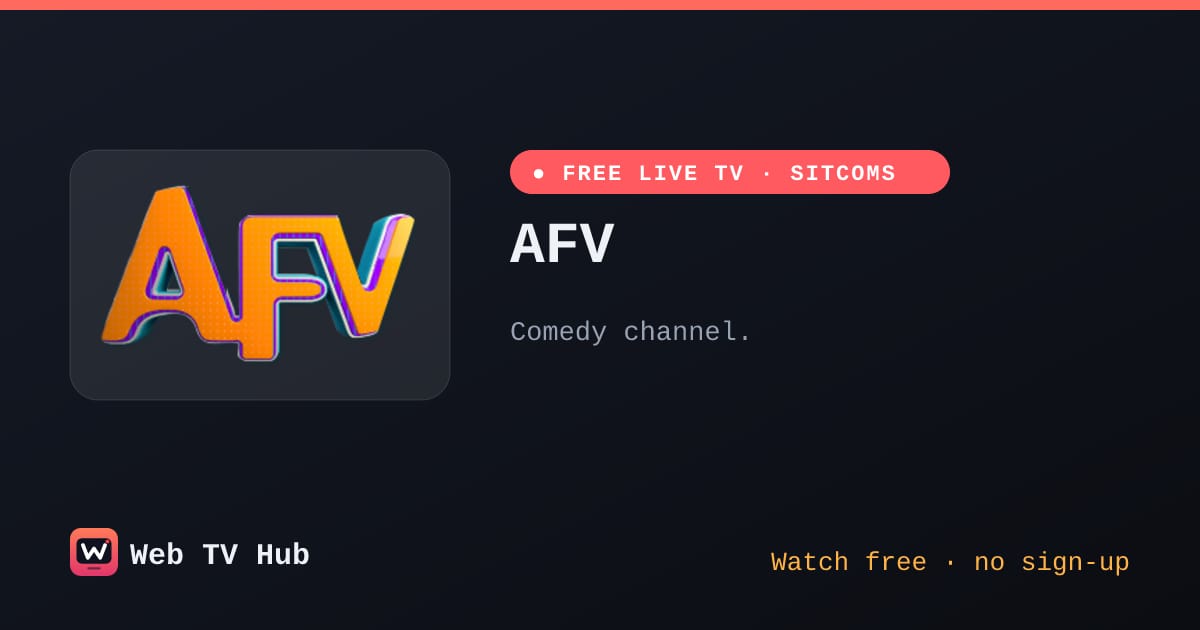 AFV
● FREE LIVE TV · SITCOMS
AFV
Comedy channel.
W
Web TV Hub
Watch free · no sign-up